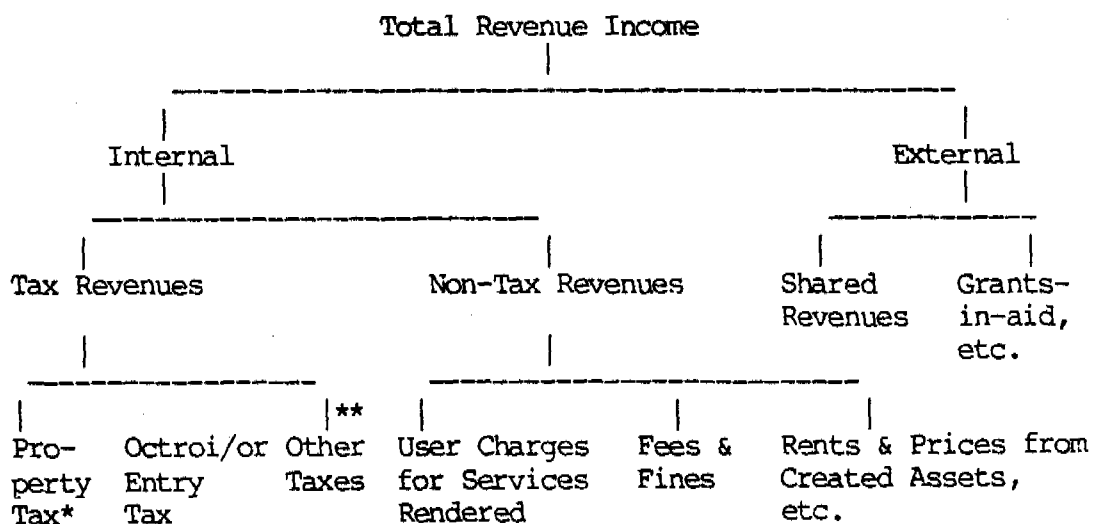 Total Revenue Income
Internal External
Tax Revenues Non-Tax Revenues Shared Grants-
Revenues in-aid,
etc.
**
Pro- Octroi/or Other User Charges Fees & Rents & Prices from
perty Entry Taxes for Services Fines Created Assets,
Tax* Tax Rendered etc.